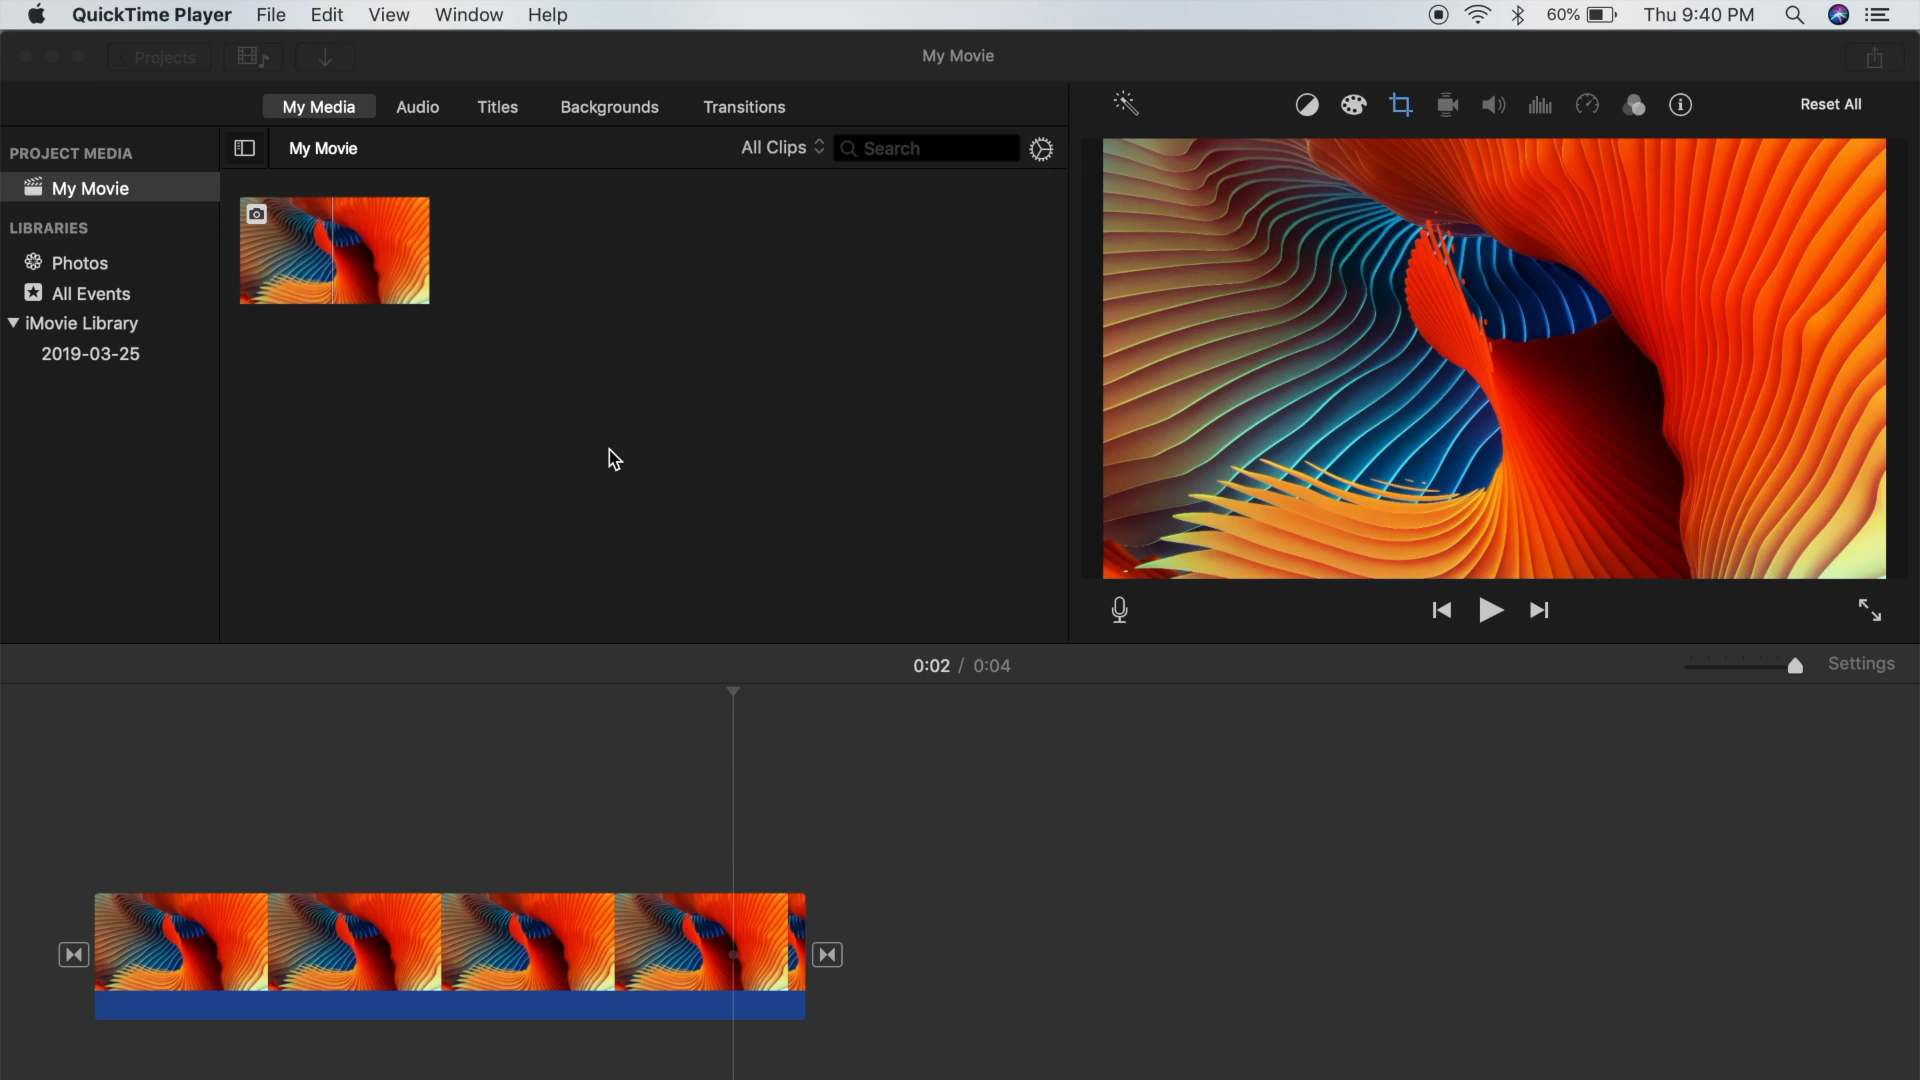 QuickTime Player File Edit View Window Help 60% Thu 9:40 PM
Projects My Movie
My Media Audio Titles Backgrounds Transitions Reset All
PROJECT MEDIA My Movie All Clips Search
My Movie
LIBRARIES
Photos
All Events
iMovie Library
2019-03-25
0:02 / 0:04 Settings